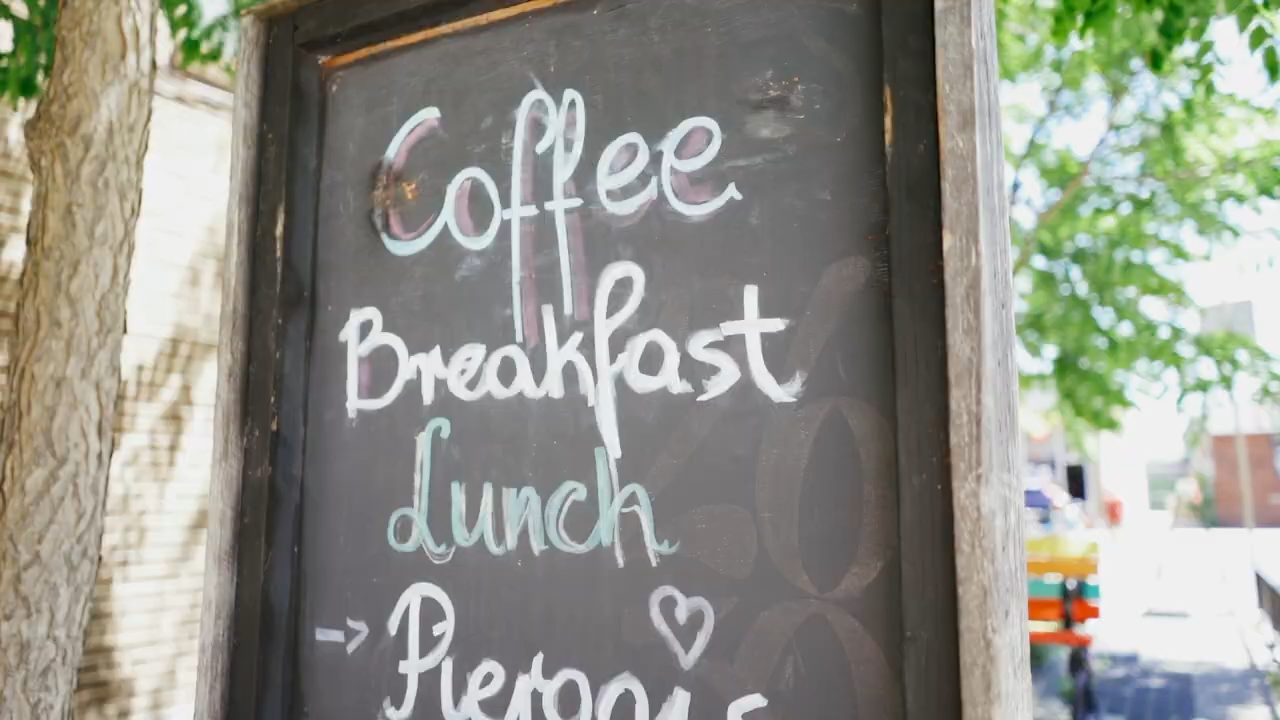 Coffee
Breakfast
Lunch
-> Pierogis ♡